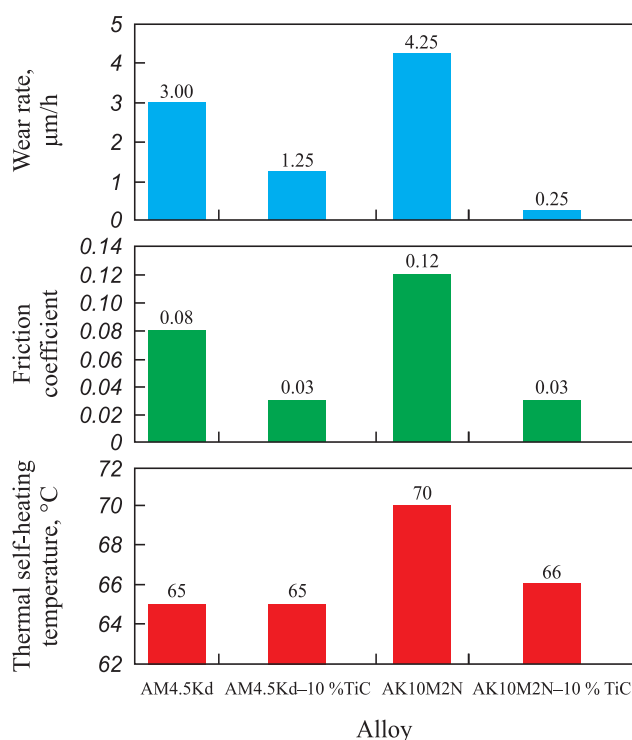 Wear rate,
µm/h
5
4
3
2
1
0
3.00
1.25
4.25
0.25
Friction
coefficient
0.14
0.12
0.10
0.08
0.06
0.04
0.02
0
0.08
0.03
0.12
0.03
Thermal self-heating
temperature, °C
72
70
68
66
64
62
65
65
70
66
AM4.5Kd
AM4.5Kd–10 %TiC
AK10M2N
AK10M2N–10 % TiC
Alloy